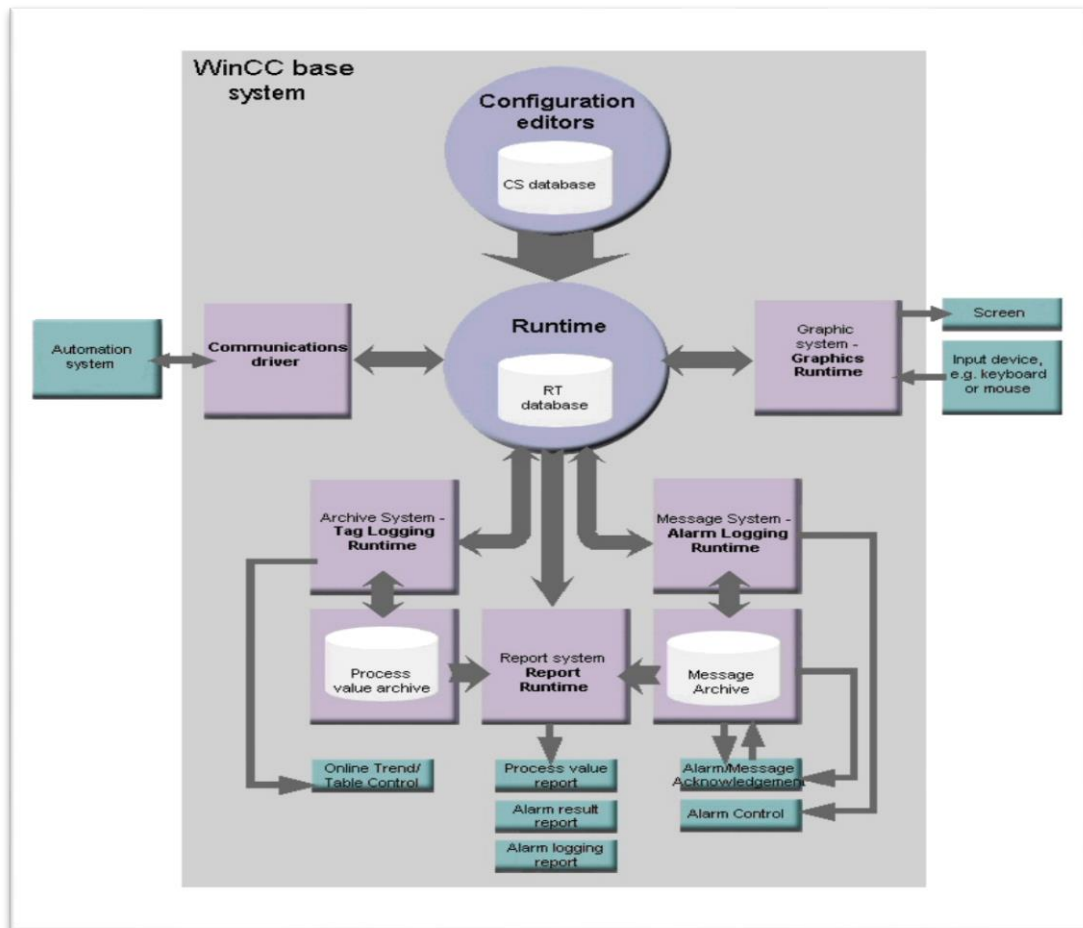 WinCC base
system
Configuration
editors
CS database
Automation
system
Communications
driver
Runtime
RT
database
Graphic
system -
Graphics
Runtime
Screen
Input device,
e.g. keyboard
or mouse
Archive System -
Tag Logging
Runtime
Message System -
Alarm Logging
Runtime
Process
value archive
Report system
Report
Runtime
Message
Archive
Online Trend/
Table Control
Process value
report
Alarm result
report
Alarm logging
report
Alarm/Message
Acknowledgement
Alarm Control